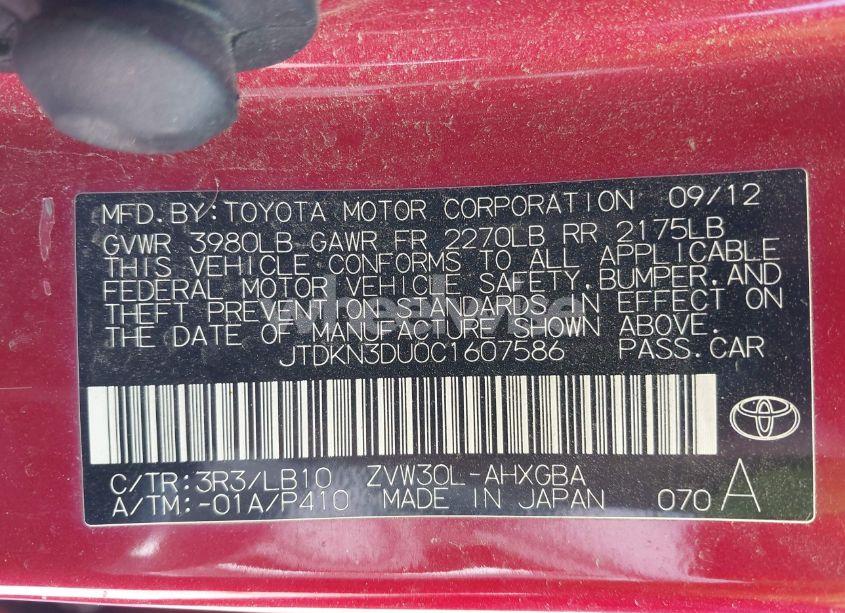 MFD. BY: TOYOTA MOTOR CORPORATION 09/12
GVWR 3980LB GAWR FR 2270LB RR 2175LB
THIS VEHICLE CONFORMS TO ALL APPLICABLE
FEDERAL MOTOR VEHICLE SAFETY, BUMPER, AND
THEFT PREVENTION STANDARDS IN EFFECT ON
THE DATE OF MANUFACTURE SHOWN ABOVE.
JTDKN3DU0C1607586 PASS. CAR
C/TR: 3R3/LB10 ZVW30L-AHXGBA
A/TM: -01A/P410 MADE IN JAPAN 070 A